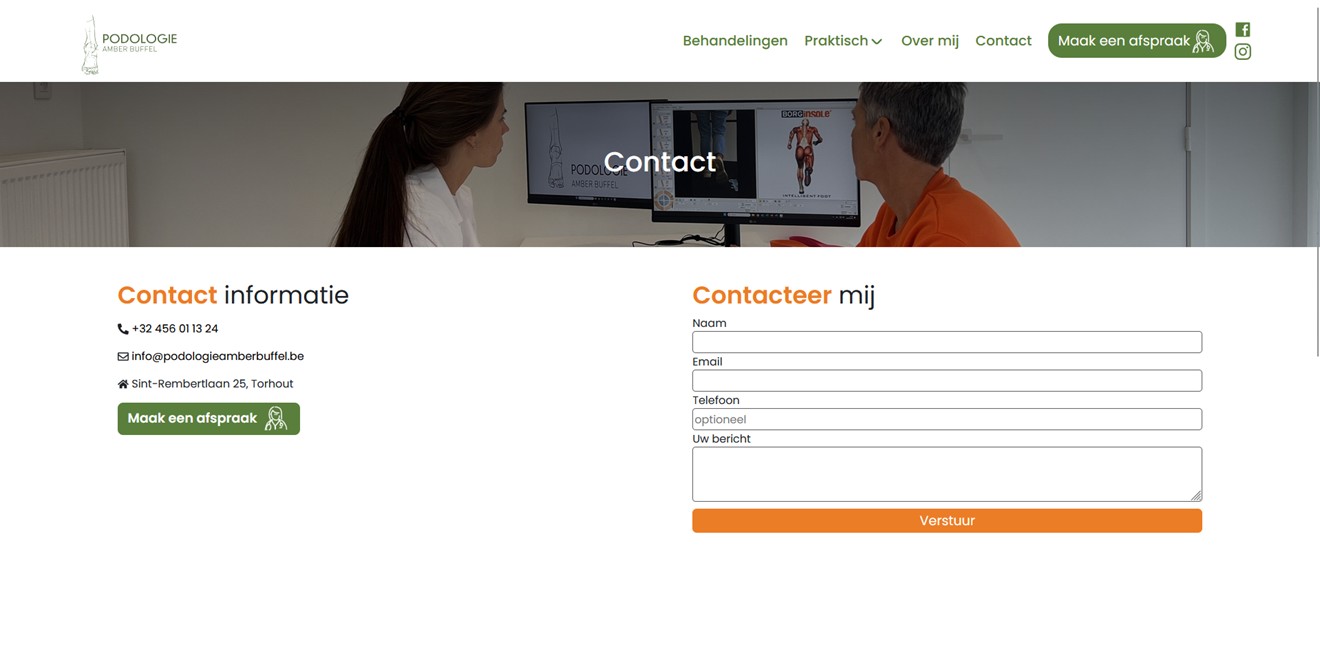 PODOLOGIE
AMBER BUFFEL
Behandelingen
Praktisch
Over mij
Contact
Maak een afspraak
PODOLOGIE
AMBER BUFFEL
BORGINSOLE
INTELLIGENT FOOT
Contact
Contact informatie
+32 456 01 13 24
info@podologieamberbuffel.be
Sint-Rembertlaan 25, Torhout
Maak een afspraak
Contacteer mij
Naam
Email
Telefoon
optioneel
Uw bericht
Verstuur